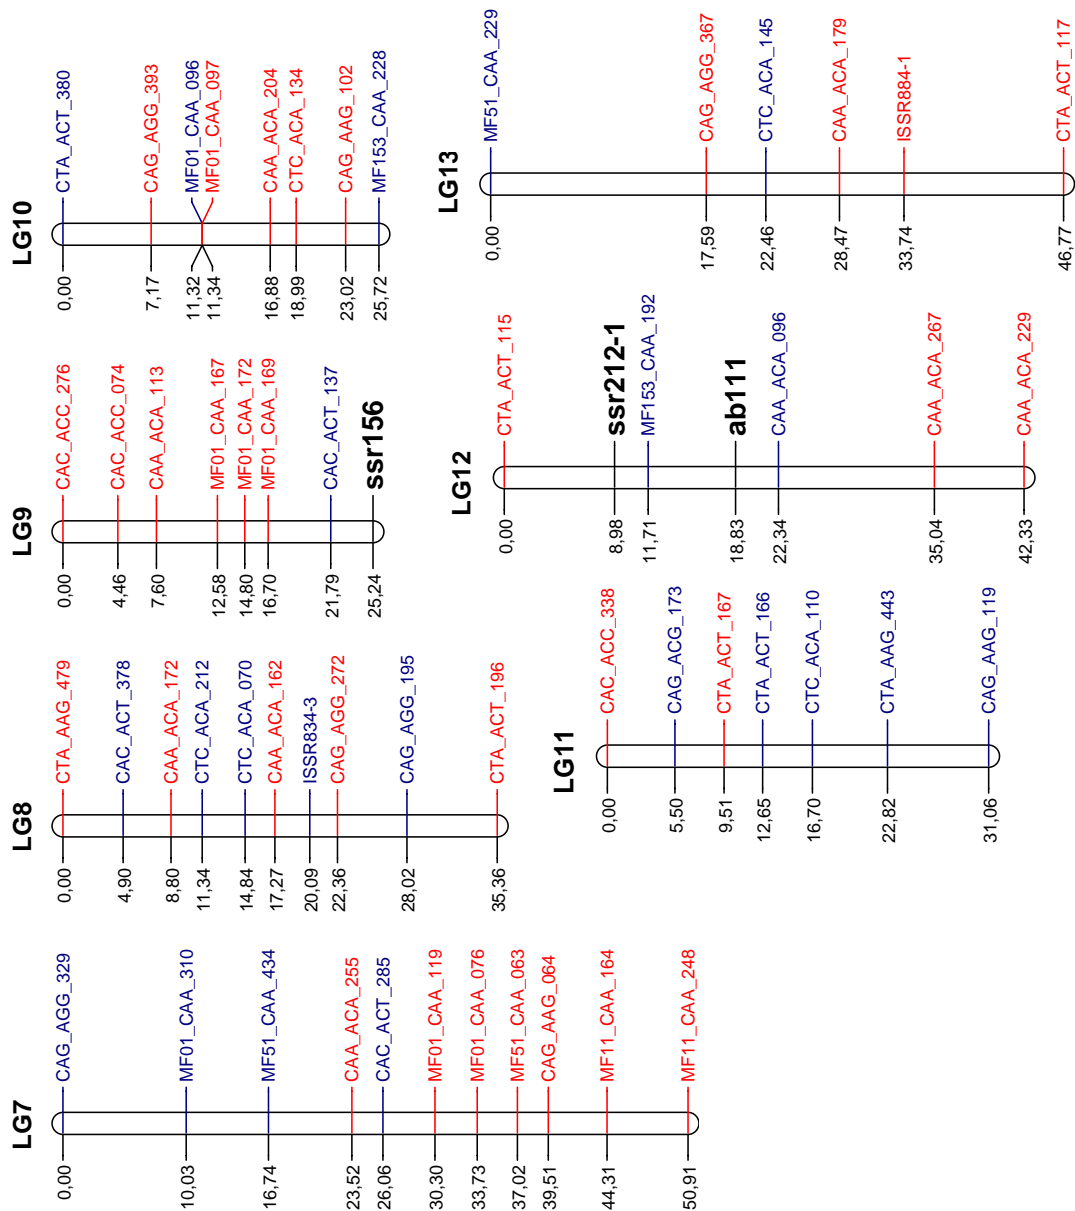 LG7
0,00 CAG_AGG_329
10,03 MF01_CAA_310
16,74 MF51_CAA_434
23,52 CAA_ACA_255
26,06 CAC_ACT_285
30,30 MF01_CAA_119
33,73 MF01_CAA_076
37,02 MF51_CAA_063
39,51 CAG_AAG_064
44,31 MF11_CAA_164
50,91 MF11_CAA_248
LG8
0,00 CTA_AAG_479
4,90 CAC_ACT_378
8,80 CAA_ACA_172
11,34 CTC_ACA_212
14,84 CTC_ACA_070
17,27 CAA_ACA_162
20,09 ISSR834-3
22,36 CAG_AGG_272
28,02 CAG_AGG_195
35,36 CTA_ACT_196
LG9
0,00 CAC_ACC_276
4,46 CAC_ACC_074
7,60 CAA_ACA_113
12,58 MF01_CAA_167
14,80 MF01_CAA_172
16,70 MF01_CAA_169
21,79 CAC_ACT_137
25,24 ssr156
LG10
0,00 CTA_ACT_380
7,17 CAG_AGG_393
11,32 MF01_CAA_096
11,34 MF01_CAA_097
16,88 CAA_ACA_204
18,99 CTC_ACA_134
23,02 CAG_AAG_102
25,72 MF153_CAA_228
LG11
0,00 CAC_ACC_338
5,50 CAG_ACG_173
9,51 CTA_ACT_167
12,65 CTA_ACT_166
16,70 CTC_ACA_110
22,82 CTA_AAG_443
31,06 CAG_AAG_119
LG12
0,00 CTA_ACT_115
8,98 ssr212-1
11,71 MF153_CAA_192
18,83 ab111
22,34 CAA_ACA_096
35,04 CAA_ACA_267
42,33 CAA_ACA_229
LG13
0,00 MF51_CAA_229
17,59 CAG_AGG_367
22,46 CTC_ACA_145
28,47 CAA_ACA_179
33,74 ISSR884-1
46,77 CTA_ACT_117